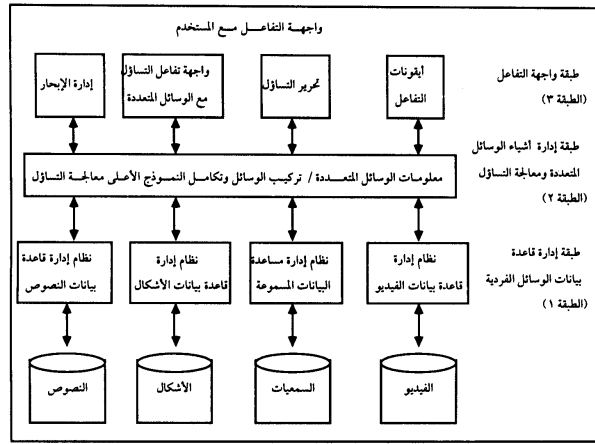 واجهة التفاعل مع المستخدم
طبقة واجهة التفاعل
(الطبقة ٣)
أيقونات
التفاعل
تحرير التساؤل
واجهة تفاعل التساؤل
مع الوسائل المتعددة
إدارة الإبحار
طبقة إدارة أشياء الوسائل
المتعددة ومعالجة التساؤل
(الطبقة ٢)
معلومات الوسائل المتعددة / تركيب الوسائل وتكامل النموذج الأعلى معالجة التساؤل
طبقة إدارة قاعدة
بيانات الوسائل الفردية
(الطبقة ١)
نظام إدارة
قاعدة بيانات الفيديو
نظام إدارة مساعدة
البيانات المسموعة
نظام إدارة
قاعدة بيانات الأشكال
نظام إدارة قاعدة
بيانات النصوص
الفيديو
السمعيات
الأشكال
النصوص